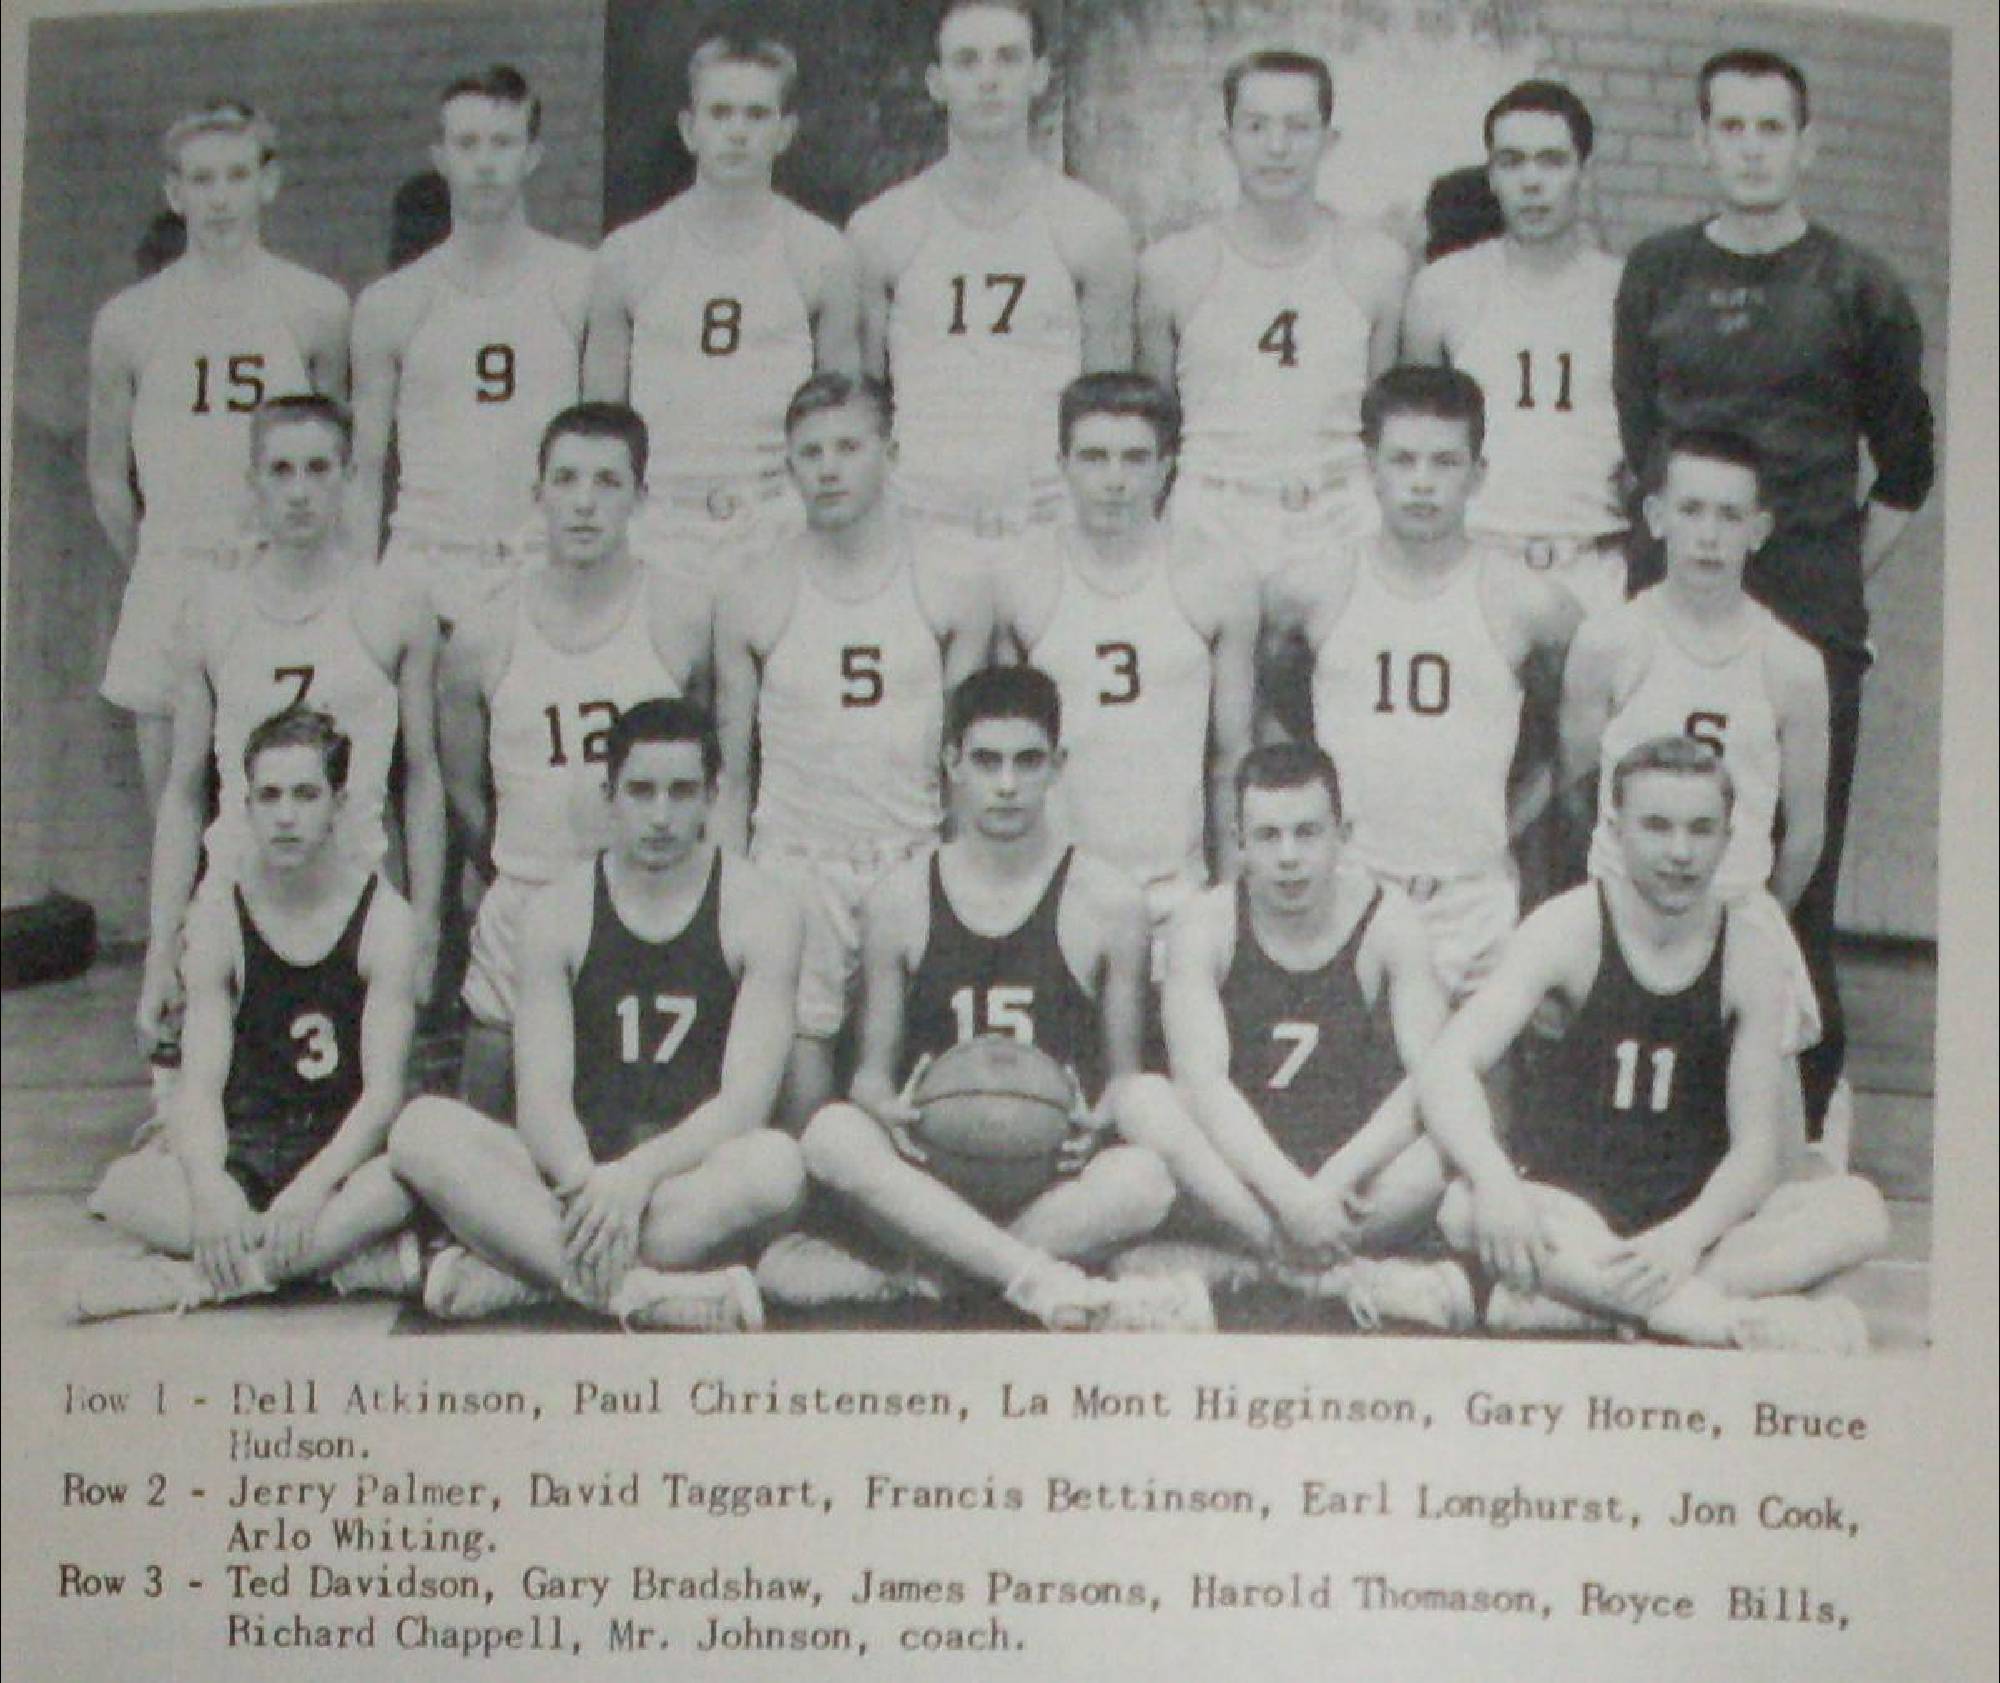 15
9
8
17
4
11
7
12
5
3
10
3
17
15
7
11
Row 1 - Dell Atkinson, Paul Christensen, La Mont Higginson, Gary Horne, Bruce
Hudson.
Row 2 - Jerry Palmer, David Taggart, Francis Bettinson, Earl Longhurst, Jon Cook,
Arlo Whiting.
Row 3 - Ted Davidson, Gary Bradshaw, James Parsons, Harold Thomason, Royce Bills,
Richard Chappell, Mr. Johnson, coach.